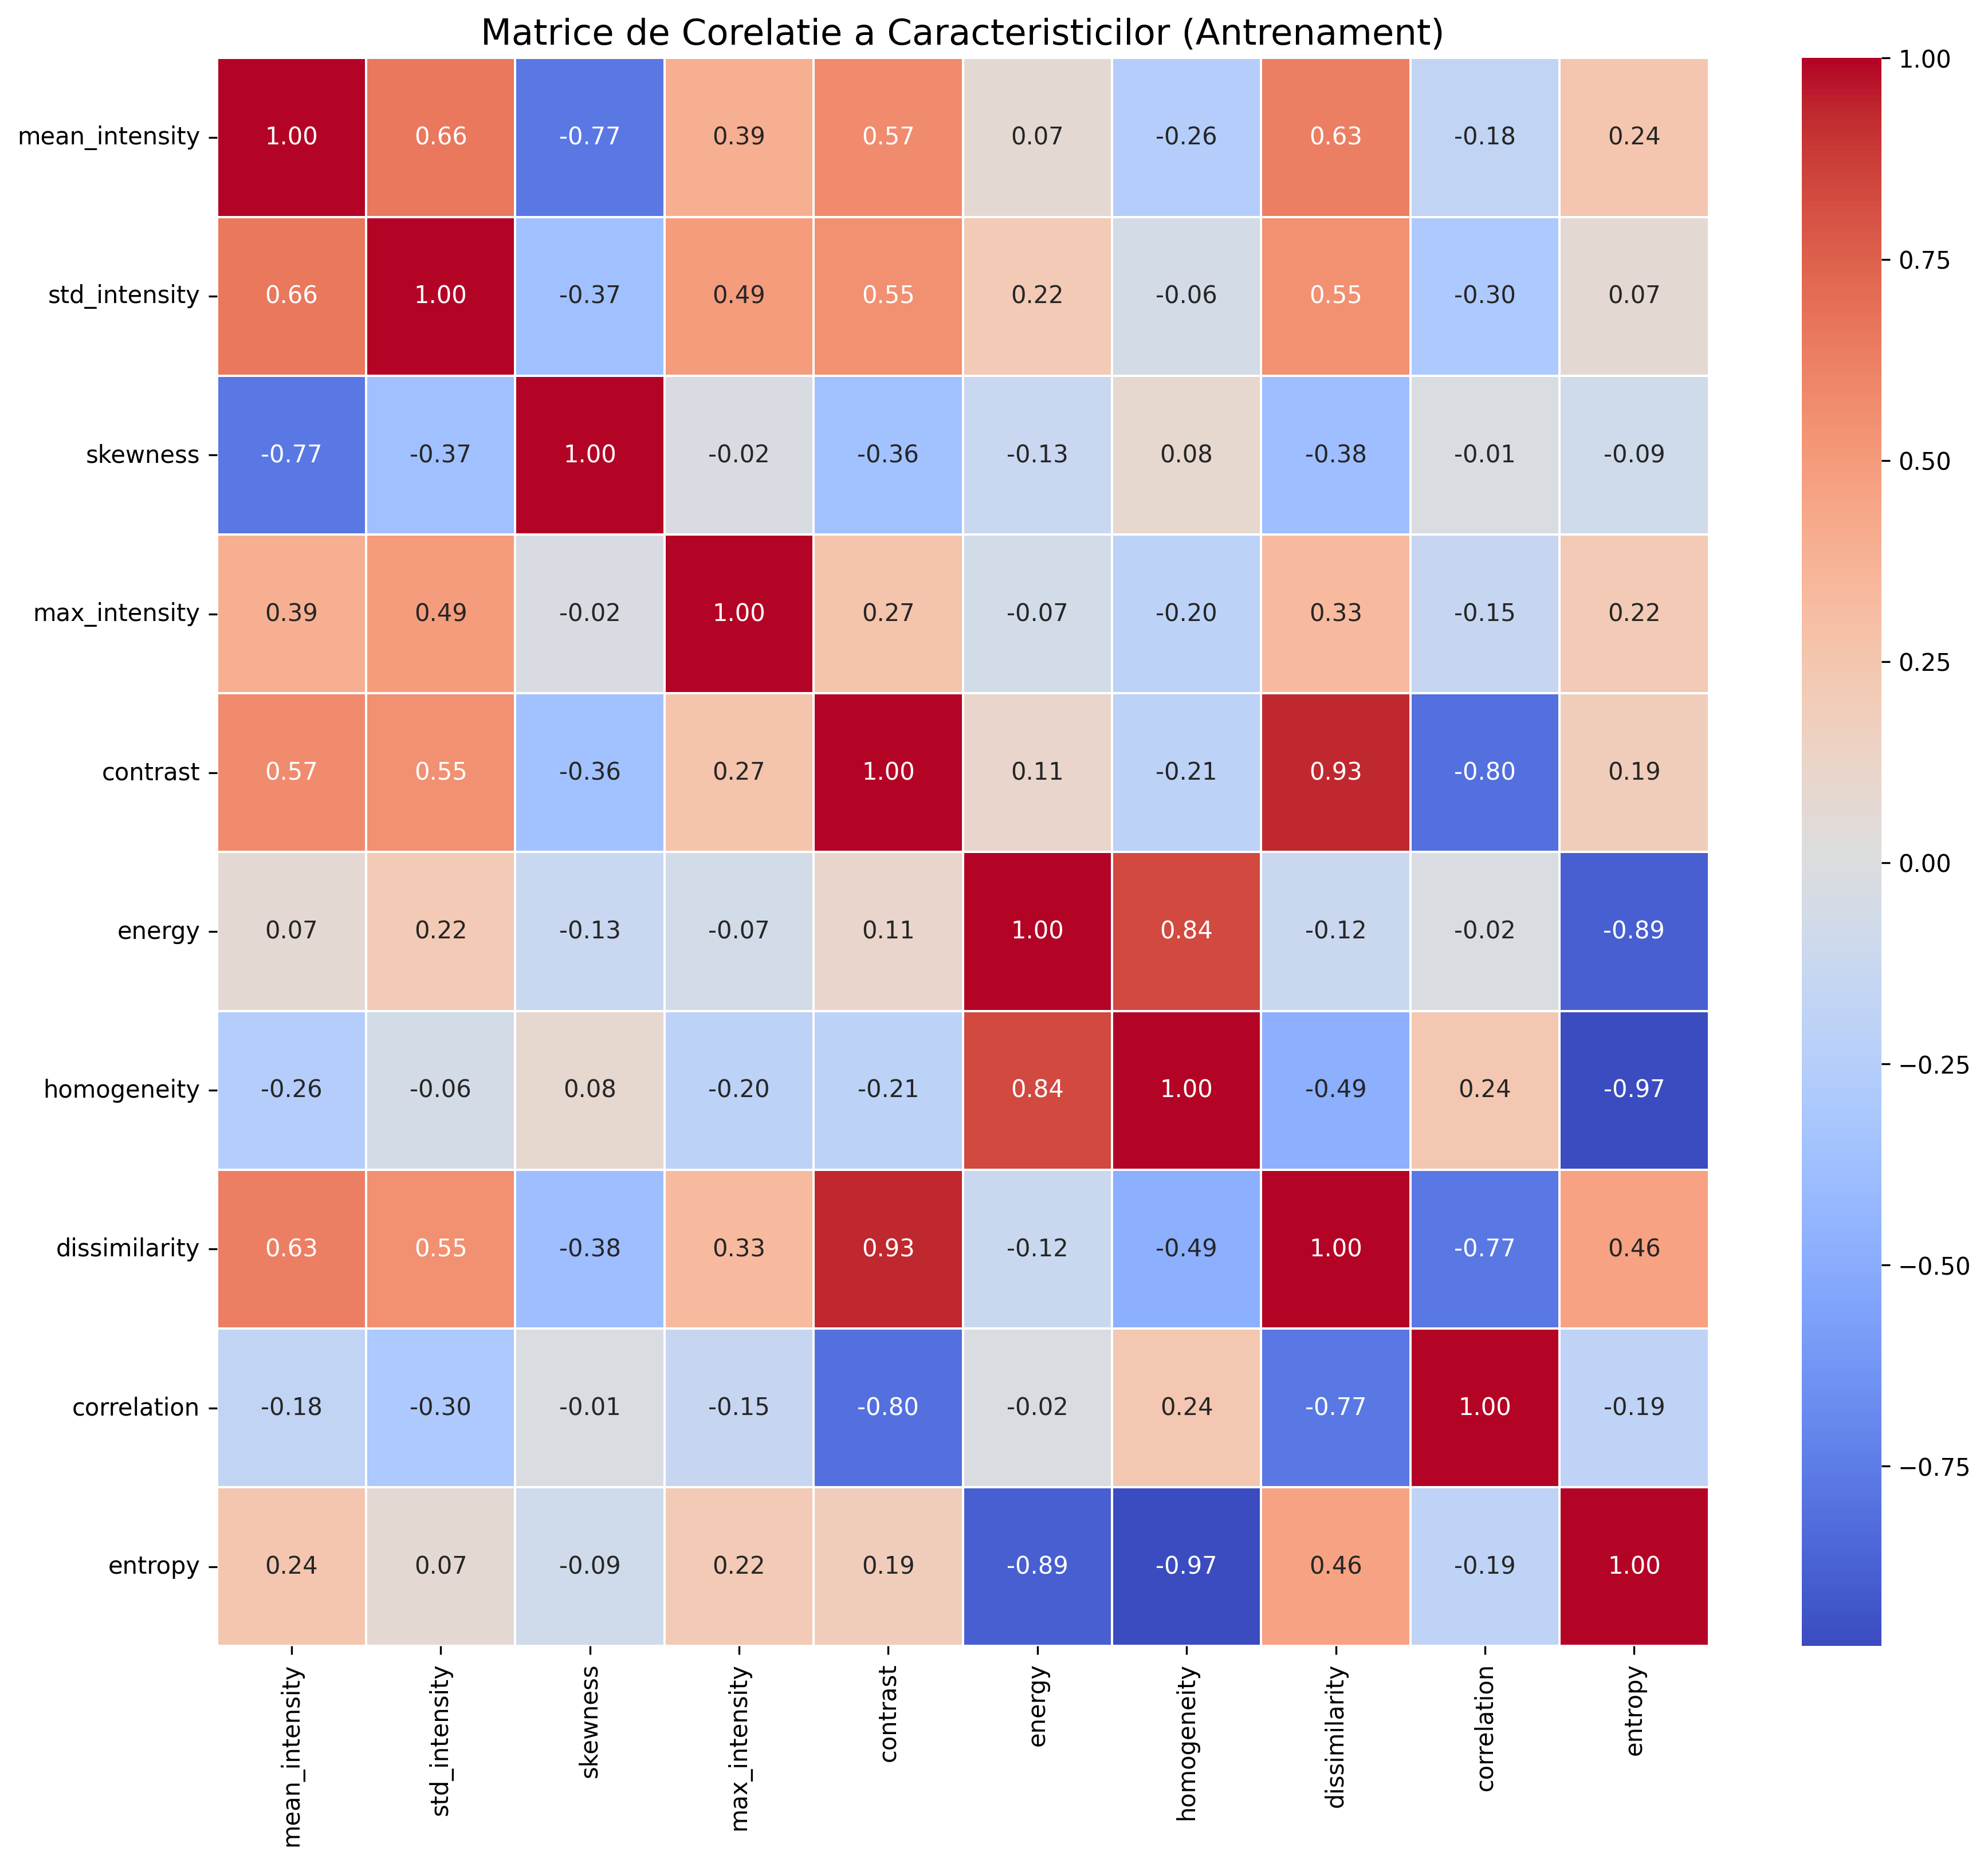 Matrice de Corelatie a Caracteristicilor (Antrenament)
mean_intensity 1.00 0.66 -0.77 0.39 0.57 0.07 -0.26 0.63 -0.18 0.24
std_intensity 0.66 1.00 -0.37 0.49 0.55 0.22 -0.06 0.55 -0.30 0.07
skewness -0.77 -0.37 1.00 -0.02 -0.36 -0.13 0.08 -0.38 -0.01 -0.09
max_intensity 0.39 0.49 -0.02 1.00 0.27 -0.07 -0.20 0.33 -0.15 0.22
contrast 0.57 0.55 -0.36 0.27 1.00 0.11 -0.21 0.93 -0.80 0.19
energy 0.07 0.22 -0.13 -0.07 0.11 1.00 0.84 -0.12 -0.02 -0.89
homogeneity -0.26 -0.06 0.08 -0.20 -0.21 0.84 1.00 -0.49 0.24 -0.97
dissimilarity 0.63 0.55 -0.38 0.33 0.93 -0.12 -0.49 1.00 -0.77 0.46
correlation -0.18 -0.30 -0.01 -0.15 -0.80 -0.02 0.24 -0.77 1.00 -0.19
entropy 0.24 0.07 -0.09 0.22 0.19 -0.89 -0.97 0.46 -0.19 1.00
mean_intensity
std_intensity
skewness
max_intensity
contrast
energy
homogeneity
dissimilarity
correlation
entropy
1.00
0.75
0.50
0.25
0.00
−0.25
−0.50
−0.75